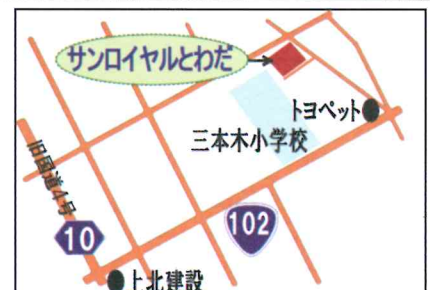 サンロイヤルとわだ
トヨペット
三本木小学校
旧国道4号
102
10
上北建設